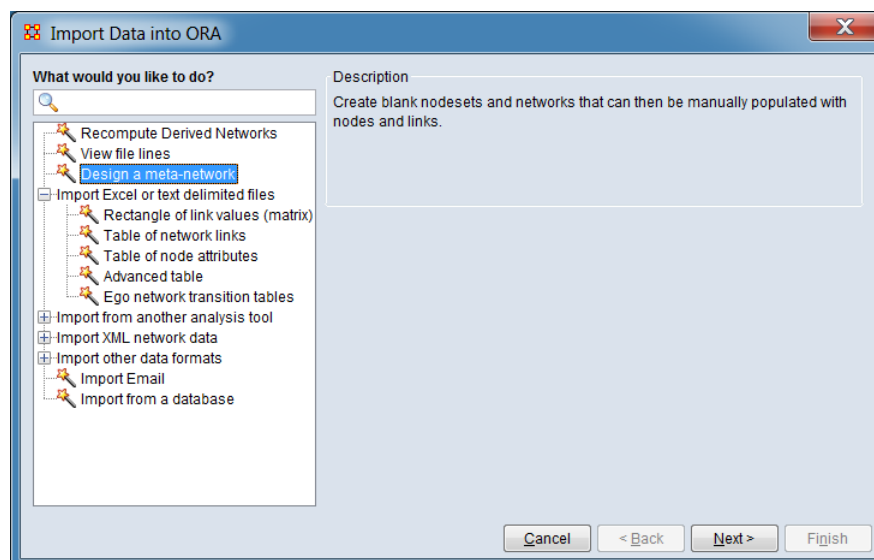 Import Data into ORA
X
What would you like to do?
Recompute Derived Networks
View file lines
Design a meta-network
Import Excel or text delimited files
Rectangle of link values (matrix)
Table of network links
Table of node attributes
Advanced table
Ego network transition tables
Import from another analysis tool
Import XML network data
Import other data formats
Import Email
Import from a database
Description
Create blank nodesets and networks that can then be manually populated with
nodes and links.
Cancel
< Back
Next >
Finish